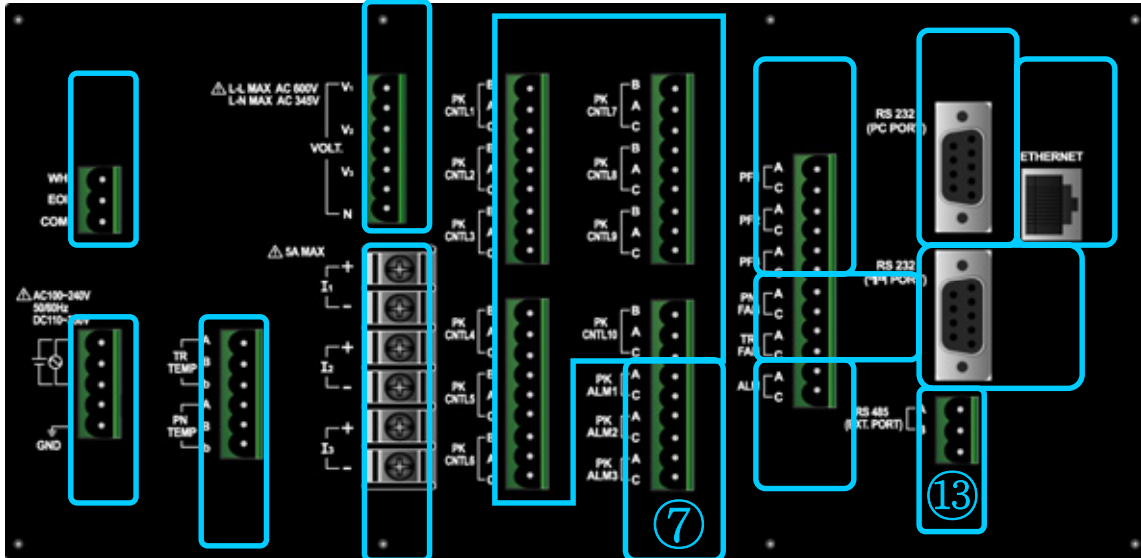 WH
EOI
COM
AC100~240V
50/60Hz
GND
A
TR
B
TEMP
b
A
PN
B
TEMP
b
L-L MAX AC 600V
L-N MAX AC 345V
V1
V2
VOLT.
V3
N
5A MAX
+
I1
-
+
I2
-
+
I3
-
B
PK
CNTL1
A
C
B
PK
CNTL2
A
C
B
PK
CNTL3
A
C
B
PK
CNTL4
A
C
B
PK
CNTL5
A
C
B
PK
CNTL6
A
C
B
PK
CNTL7
A
C
B
PK
CNTL8
A
C
B
PK
CNTL9
A
C
B
PK
CNTL10
A
C
A
PK
ALM1
C
A
PK
ALM2
C
A
PK
ALM3
C
⑦
A
C
A
C
A
C
A
C
A
C
A
C
RS 232
(PC PORT)
ETHERNET
RS 232
RS 485
(EXT. PORT)
A
B
⑬